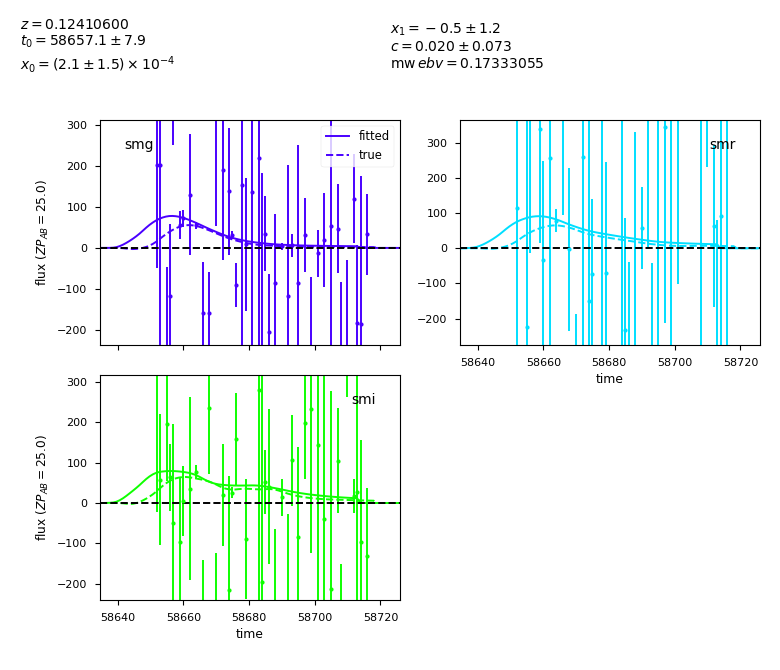 z = 0.12410600
t₀ = 58657.1 ± 7.9
x₀ = (2.1 ± 1.5) × 10⁻⁴
x₁ = −0.5 ± 1.2
c = 0.020 ± 0.073
mw ebv = 0.17333055
smg
fitted
true
300
200
100
0
−100
−200
flux (ZP_AB = 25.0)
smr
300
200
100
0
−100
−200
58640 58660 58680 58700 58720
time
smi
300
200
100
0
−100
−200
flux (ZP_AB = 25.0)
58640 58660 58680 58700 58720
time